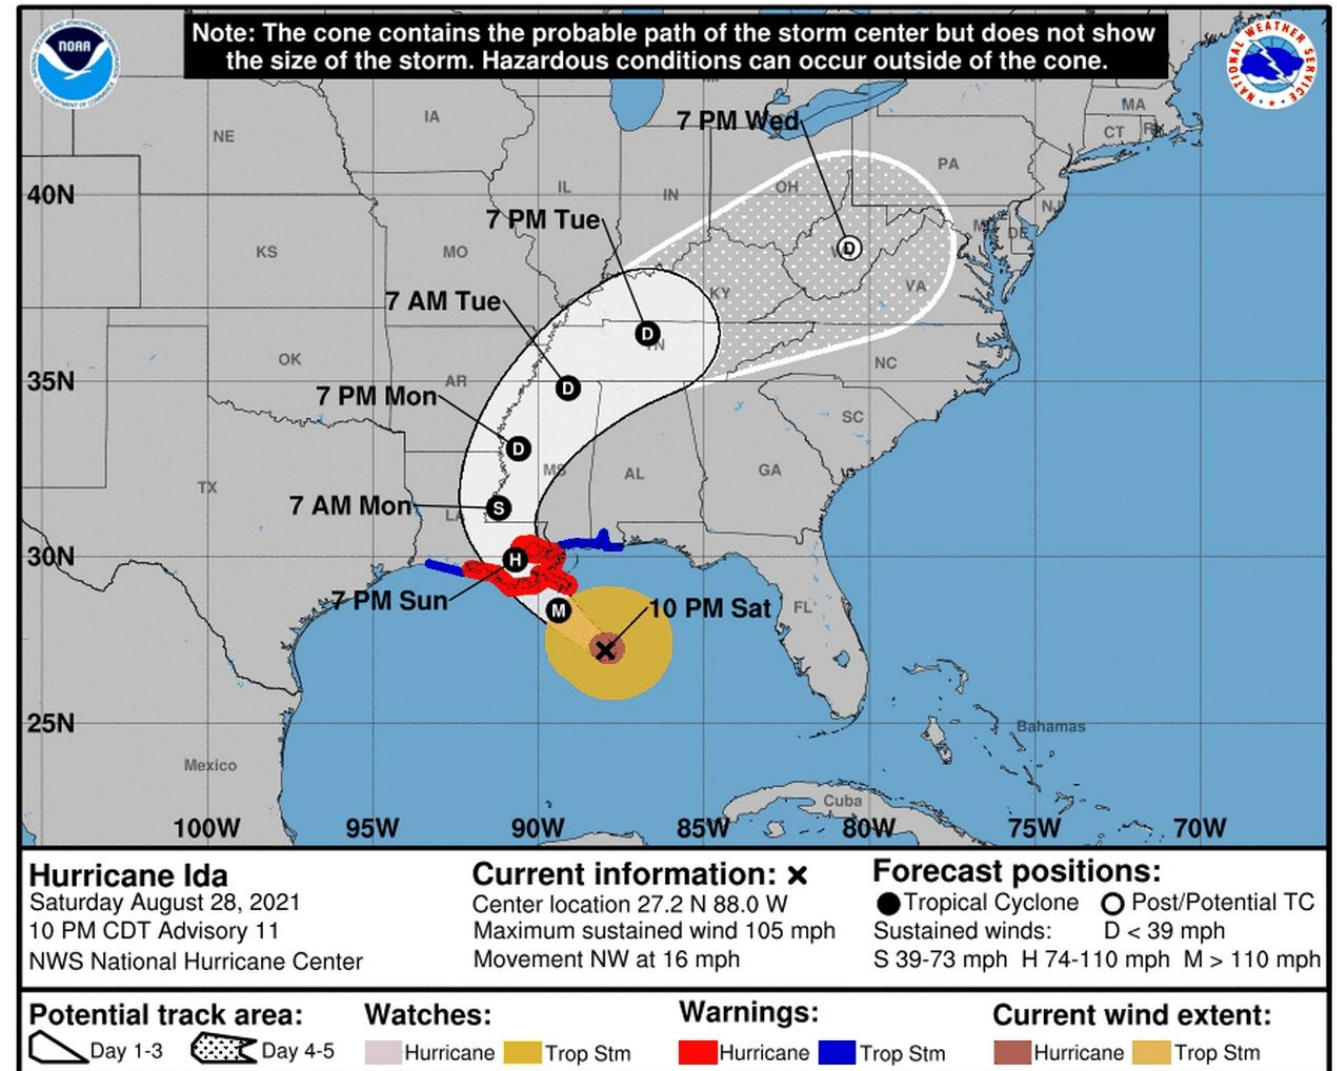 Note: The cone contains the probable path of the storm center but does not show
the size of the storm. Hazardous conditions can occur outside of the cone.
NOAA
NATIONAL WEATHER SERVICE
7 PM Wed
MA
CT
NE
IA
PA
40N
IL
IN
OH
NJ
7 PM Tue
DE
KS
MO
KY
VA
7 AM Tue
D
D
TN
OK
NC
35N
AR
D
7 PM Mon
SC
D
MS
AL
GA
TX
7 AM Mon
S
LA
30N
H
7 PM Sun
M
10 PM Sat
FL
25N
Bahamas
Mexico
Cuba
100W 95W 90W 85W 80W 75W 70W
Hurricane Ida
Saturday August 28, 2021
10 PM CDT Advisory 11
NWS National Hurricane Center
Current information: x
Center location 27.2 N 88.0 W
Maximum sustained wind 105 mph
Movement NW at 16 mph
Forecast positions:
Tropical Cyclone Post/Potential TC
Sustained winds: D < 39 mph
S 39-73 mph H 74-110 mph M > 110 mph
Potential track area:
Day 1-3 Day 4-5
Watches:
Hurricane Trop Stm
Warnings:
Hurricane Trop Stm
Current wind extent:
Hurricane Trop Stm